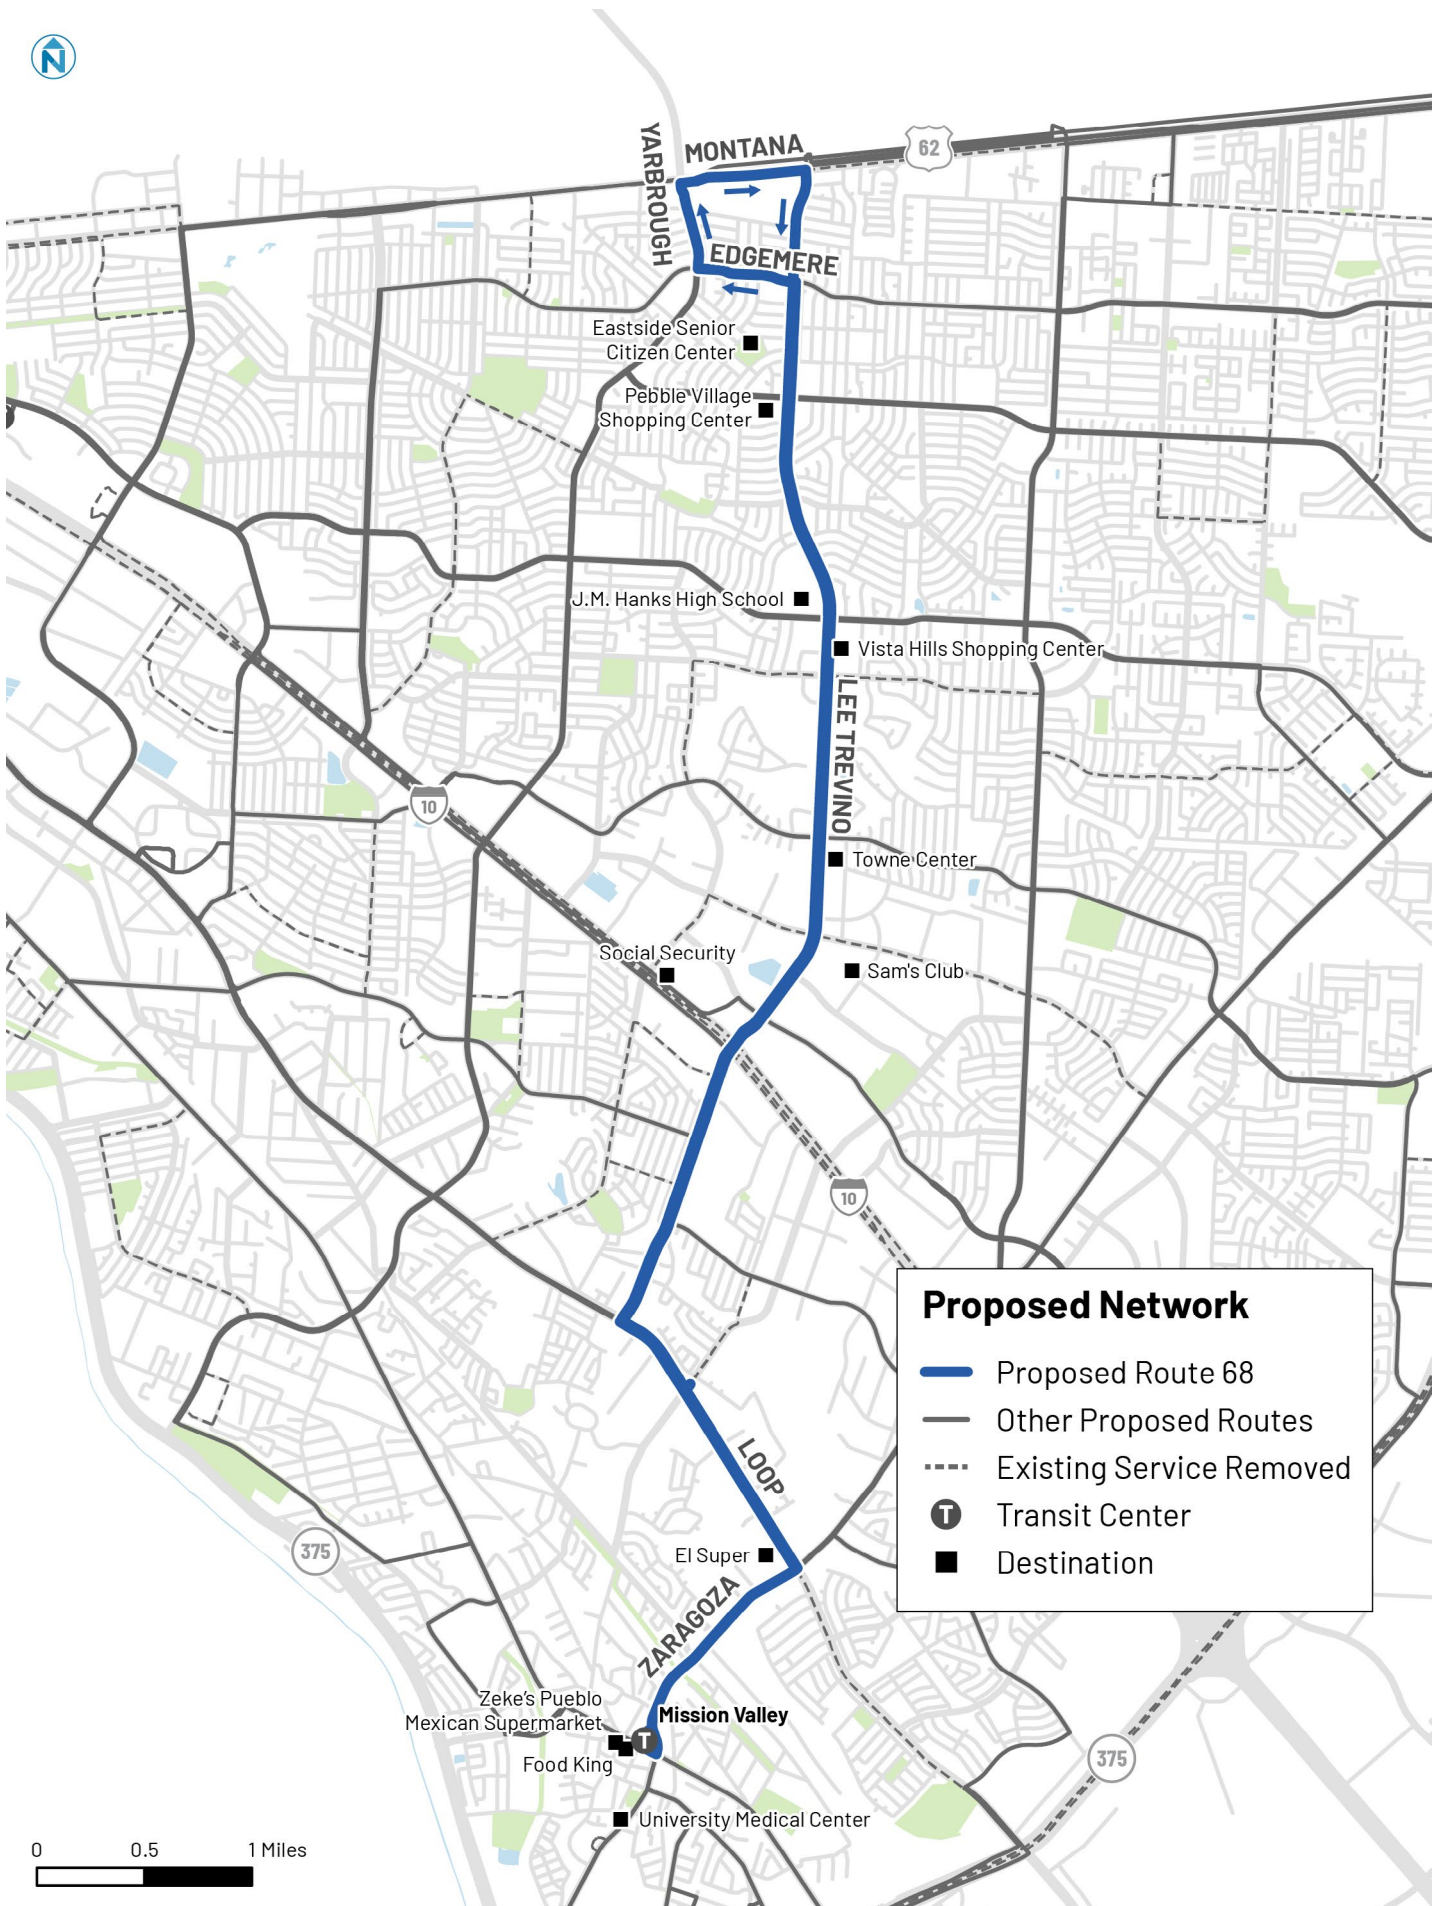 N
YARBROUGH
MONTANA
62
EDGEMERE
Eastside Senior
Citizen Center
Pebble Village
Shopping Center
J.M. Hanks High School
Vista Hills Shopping Center
LEE TREVINO
10
Towne Center
Social Security
Sam's Club
10
Proposed Network
Proposed Route 68
Other Proposed Routes
Existing Service Removed
T Transit Center
Destination
LOOP
375
El Super
ZARAGOZA
Zeke's Pueblo
Mexican Supermarket
Mission Valley
T
Food King
375
University Medical Center
0 0.5 1 Miles